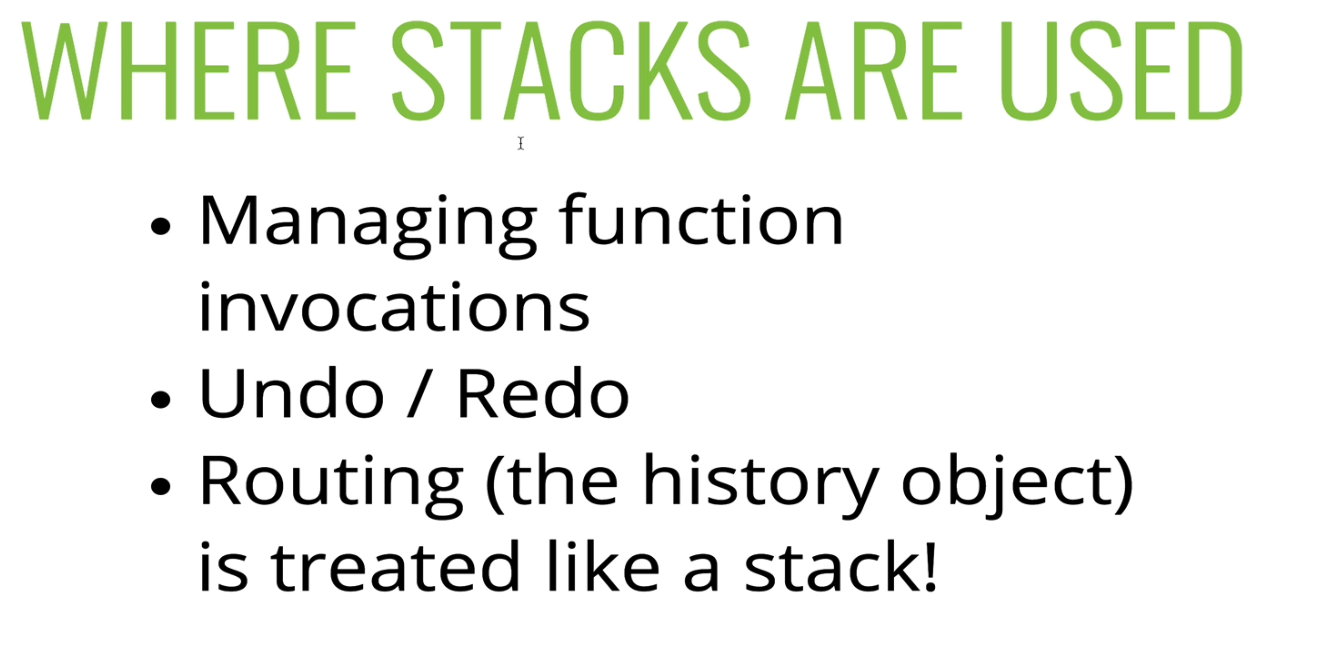 WHERE STACKS ARE USED
• Managing function
invocations
• Undo / Redo
• Routing (the history object)
is treated like a stack!